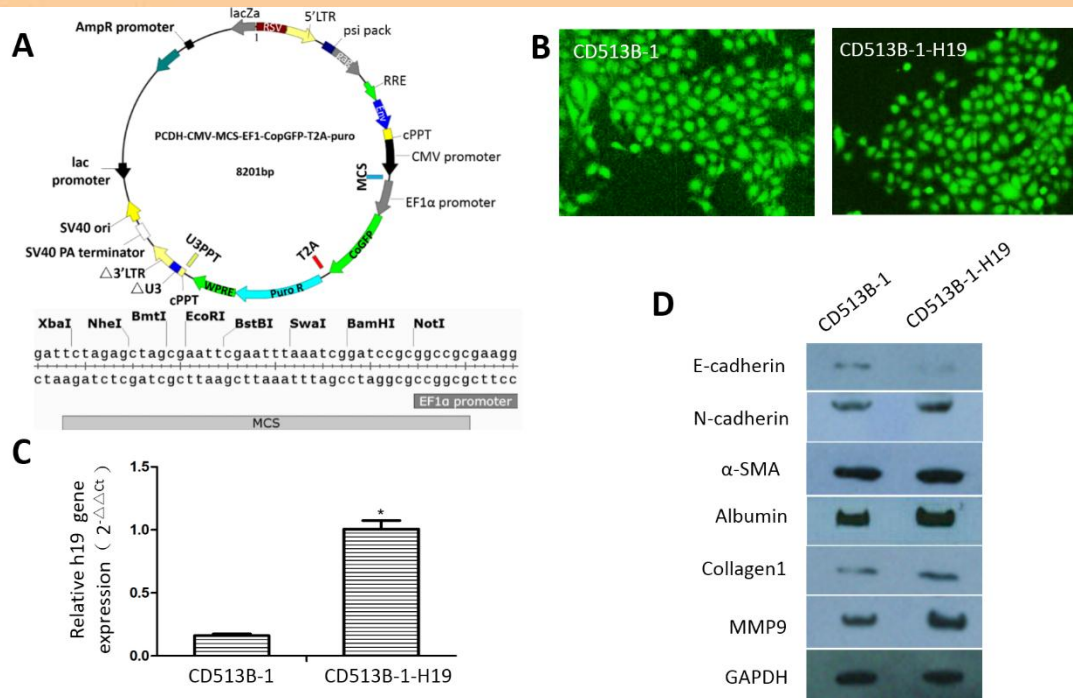 A
AmpR promoter
lacZa
RSV
5'LTR
psi pack
RRE
Env
cPPT
CMV promoter
MCS
EF1α promoter
CoGFP
T2A
Puro R
WPRE
U3PPT
cPPT
△U3
△3'LTR
SV40 PA terminator
SV40 ori
lac
promoter
PCDH-CMV-MCS-EF1-CopGFP-T2A-puro
8201bp
XbaI NheI BmtI EcoRI BstBI SwaI BamHI NotI
gattctagagctagcgaattcgaatttaaatcggatccgcggccgcgaagg
ctaagatctcgatcgcttaagcttaaatttagcctaggcgccggcgcttcc
EF1α promoter
MCS
B
CD513B-1
CD513B-1-H19
C
Relative h19 gene
expression ( 2-△△Ct )
1.5
1.0
0.5
0.0
*
CD513B-1
CD513B-1-H19
D
CD513B-1
CD513B-1-H19
E-cadherin
N-cadherin
α-SMA
Albumin
Collagen1
MMP9
GAPDH